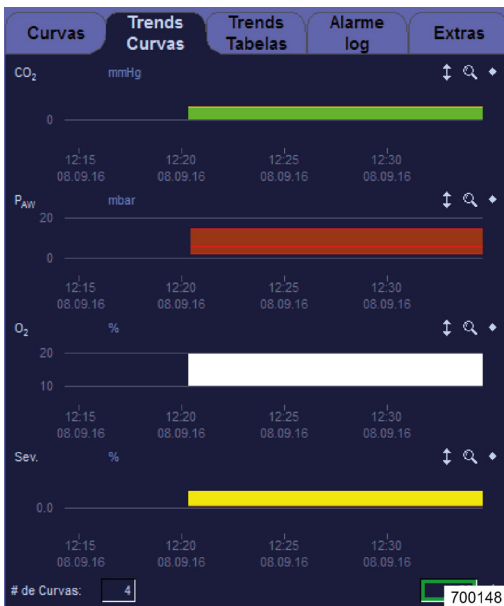 Curvas Trends Curvas Trends Tabelas Alarme log Extras
CO₂ mmHg
0
12:15 12:20 12:25 12:30
08.09.16 08.09.16 08.09.16 08.09.16
PAW mbar
20
0
12:15 12:20 12:25 12:30
08.09.16 08.09.16 08.09.16 08.09.16
O₂ %
20
10
12:15 12:20 12:25 12:30
08.09.16 08.09.16 08.09.16 08.09.16
Sev. %
0.0
12:15 12:20 12:25 12:30
08.09.16 08.09.16 08.09.16 08.09.16
# de Curvas: 4
700148